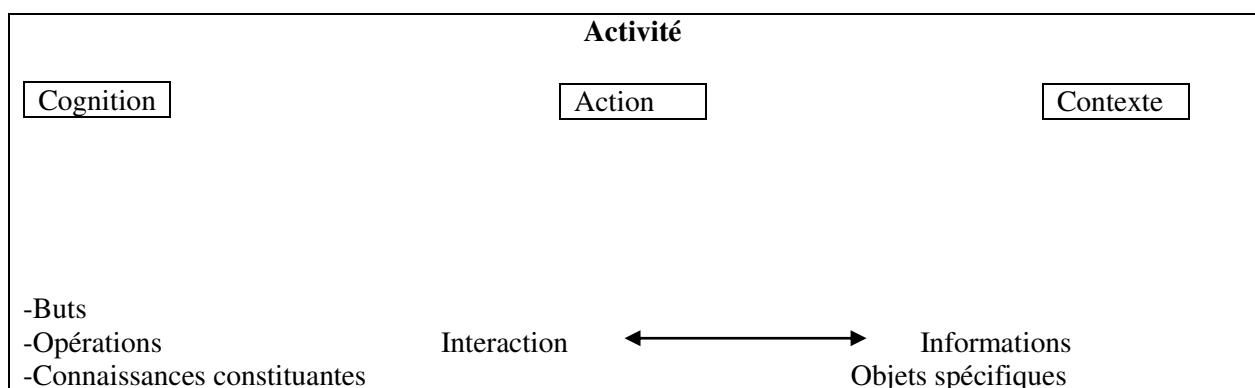 Activité
Cognition Action Contexte
-Buts
-Opérations Interaction Informations
-Connaissances constituantes Objets spécifiques